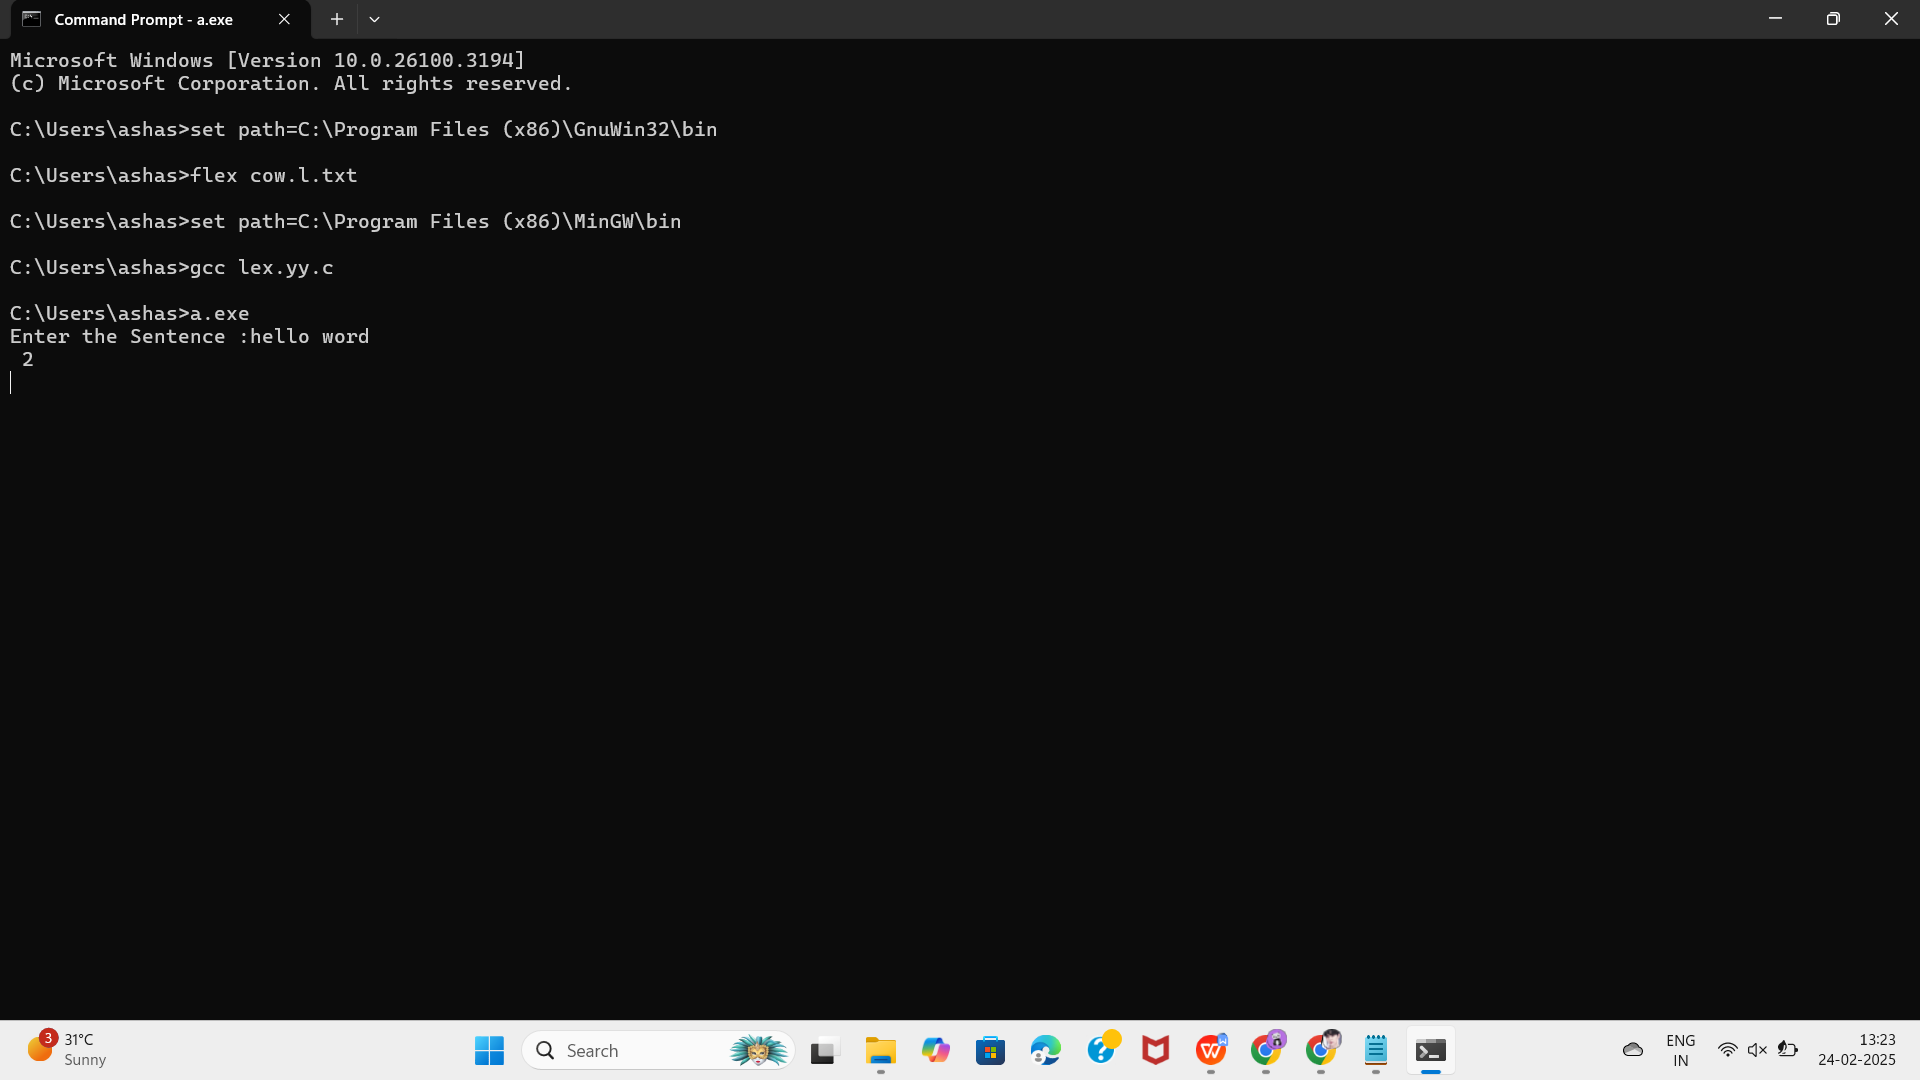 Command Prompt - a.exe
Microsoft Windows [Version 10.0.26100.3194]
(c) Microsoft Corporation. All rights reserved.
C:\Users\ashas>set path=C:\Program Files (x86)\GnuWin32\bin
C:\Users\ashas>flex cow.l.txt
C:\Users\ashas>set path=C:\Program Files (x86)\MinGW\bin
C:\Users\ashas>gcc lex.yy.c
C:\Users\ashas>a.exe
Enter the Sentence :hello word
 2
3
31°C
Sunny
Search
ENG
IN
13:23
24-02-2025